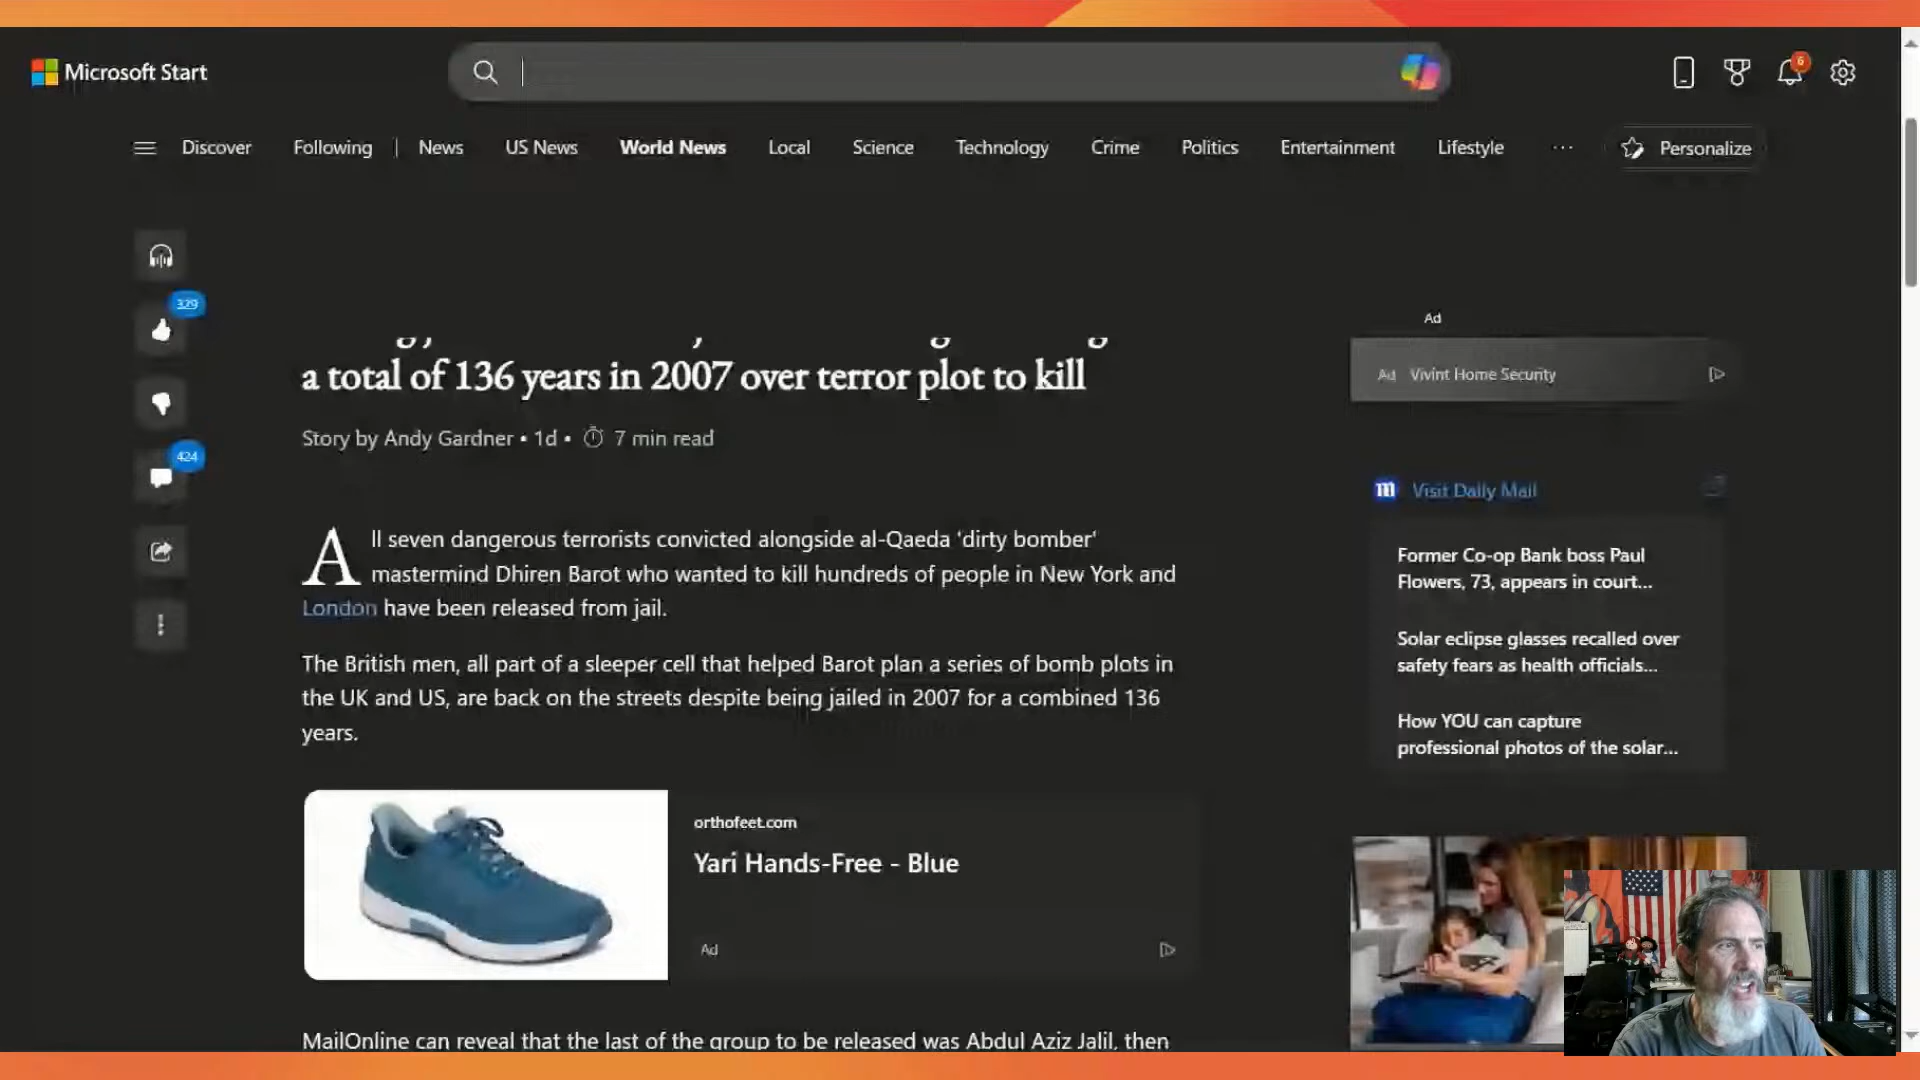 Microsoft Start
6
Discover
Following
News
US News
World News
Local
Science
Technology
Crime
Politics
Entertainment
Lifestyle
...
Personalize
329
424
a total of 136 years in 2007 over terror plot to kill
Story by Andy Gardner • 1d • 7 min read
All seven dangerous terrorists convicted alongside al-Qaeda ‘dirty bomber’
mastermind Dhiren Barot who wanted to kill hundreds of people in New York and
London have been released from jail.
The British men, all part of a sleeper cell that helped Barot plan a series of bomb plots in
the UK and US, are back on the streets despite being jailed in 2007 for a combined 136
years.
orthofeet.com
Yari Hands-Free - Blue
Ad
MailOnline can reveal that the last of the group to be released was Abdul Aziz Jalil, then
Ad
Ad Vivint Home Security
m Visit Daily Mail
Former Co-op Bank boss Paul
Flowers, 73, appears in court...
Solar eclipse glasses recalled over
safety fears as health officials...
How YOU can capture
professional photos of the solar...